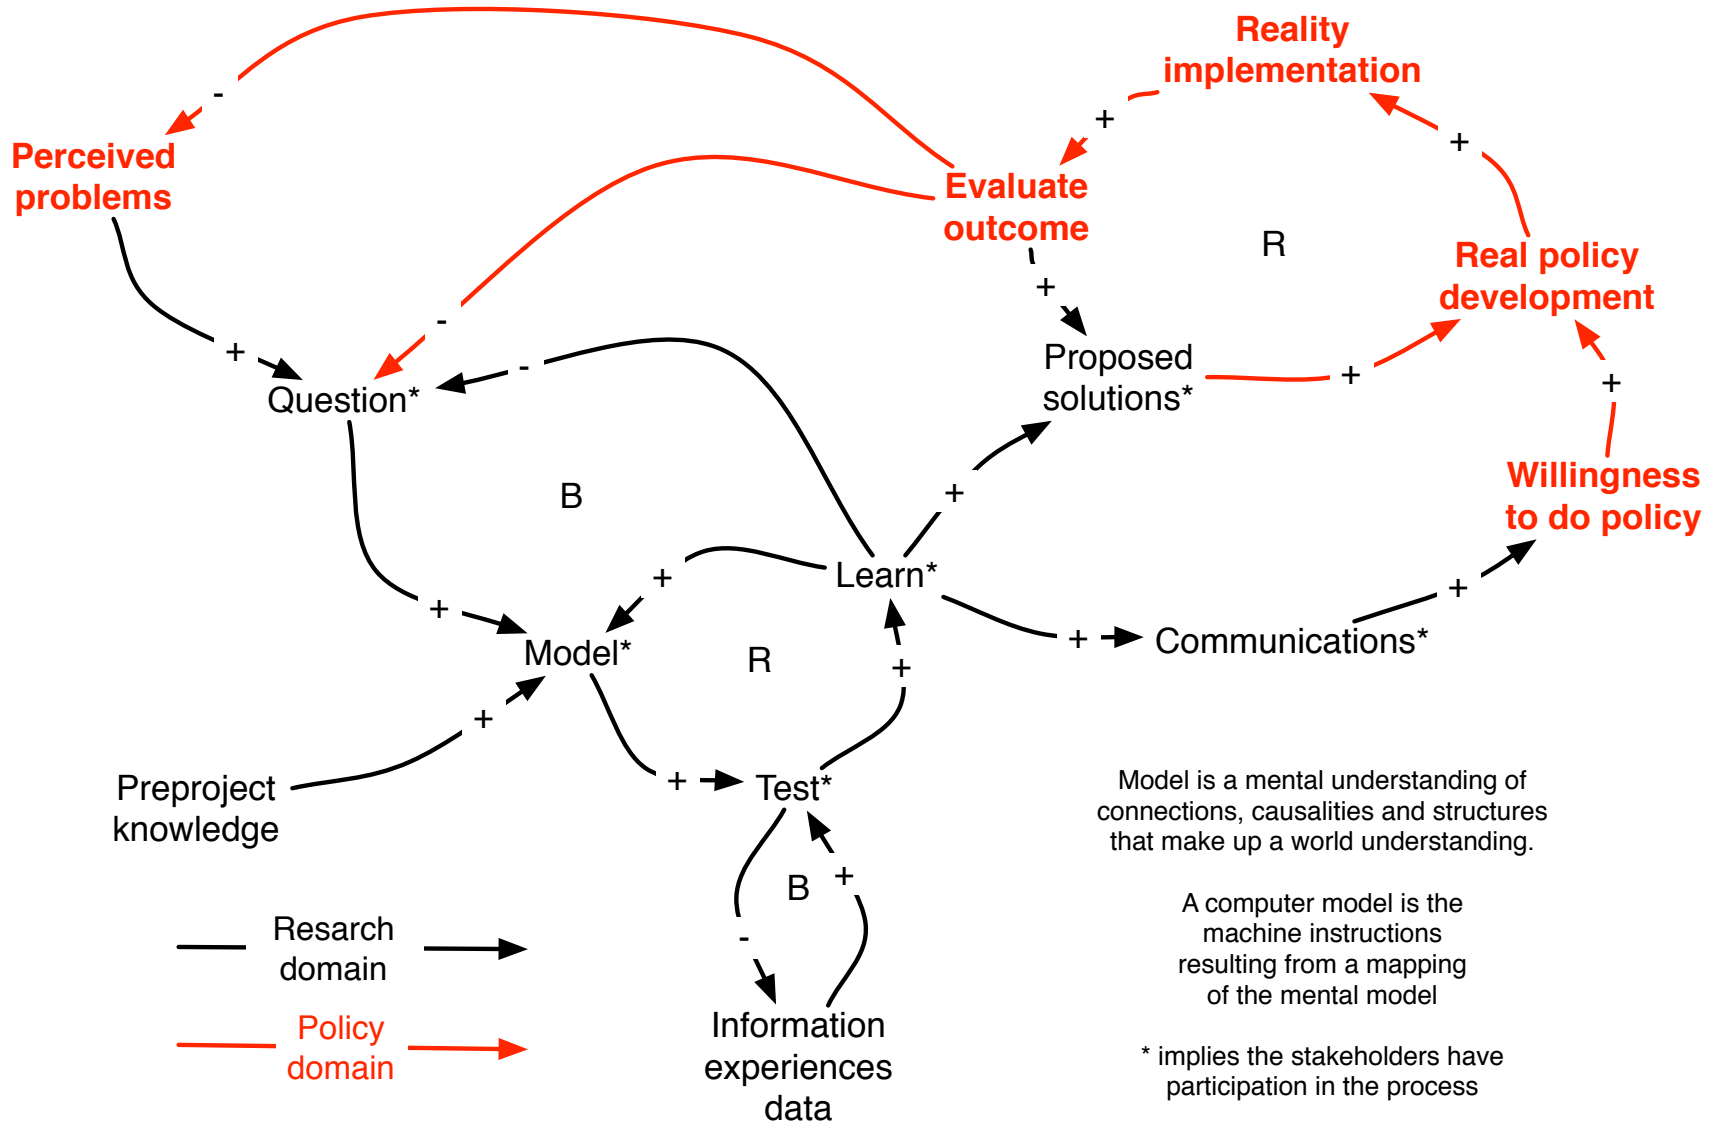 Reality
implementation
-
+
+
Perceived
problems
Evaluate
outcome
R
Real policy
development
+
-
+
-
Proposed
solutions*
+
+
Question*
B
+
Willingness
to do policy
+
Learn*
+
+
+
+
Communications*
Model*
R
+
+
Preproject
knowledge
+
Test*
Model is a mental understanding of
connections, causalities and structures
that make up a world understanding.
B
+
-
A computer model is the
machine instructions
resulting from a mapping
of the mental model
Resarch
domain
Policy
domain
Information
experiences
data
* implies the stakeholders have
participation in the process